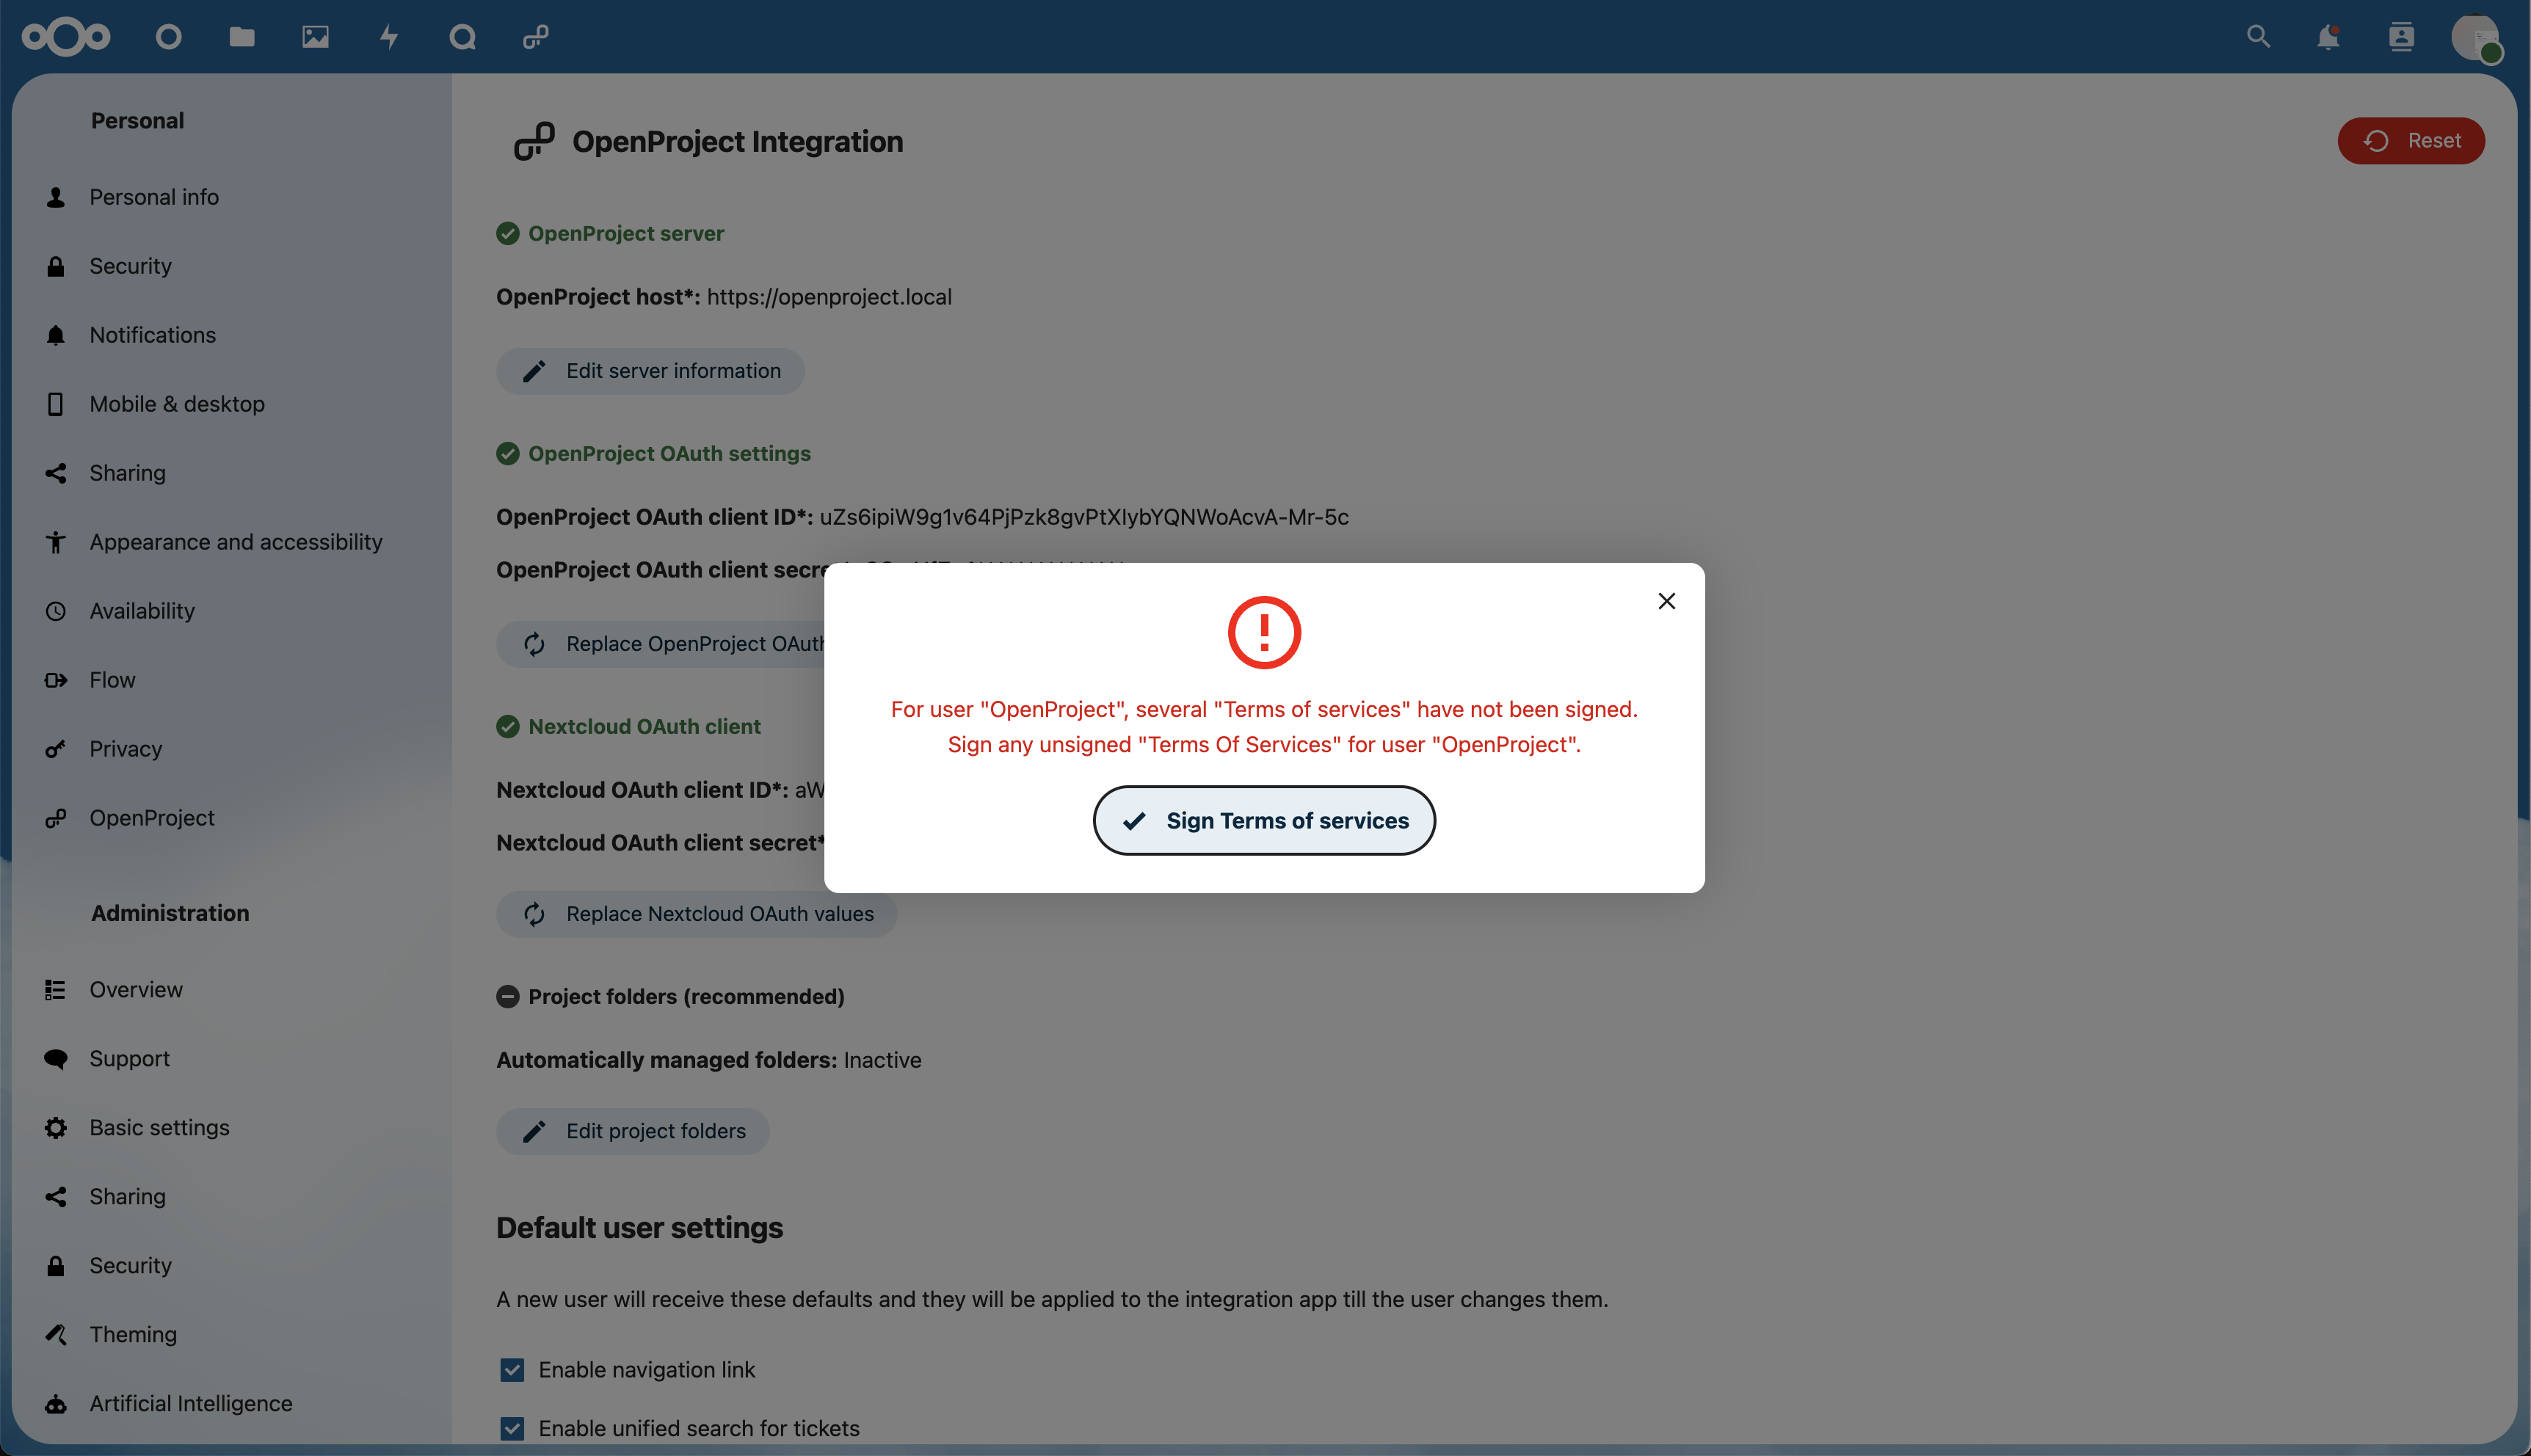 Personal
Personal info
Security
Notifications
Mobile & desktop
Sharing
Appearance and accessibility
Availability
Flow
Privacy
OpenProject
Administration
Overview
Support
Basic settings
Sharing
Security
Theming
Artificial Intelligence
OpenProject Integration
Reset
OpenProject server
OpenProject host*: https://openproject.local
Edit server information
OpenProject OAuth settings
OpenProject OAuth client ID*: uZs6ipiW9g1v64PjPzk8gvPtXlybYQNWoAcvA-Mr-5c
OpenProject OAuth client
Replace OpenProject OAuth
Nextcloud OAuth client
Nextcloud OAuth client ID*: aW
Nextcloud OAuth client secret*
Replace Nextcloud OAuth values
Project folders (recommended)
Automatically managed folders: Inactive
Edit project folders
Default user settings
A new user will receive these defaults and they will be applied to the integration app till the user changes them.
Enable navigation link
Enable unified search for tickets
For user "OpenProject", several "Terms of services" have not been signed.
Sign any unsigned "Terms Of Services" for user "OpenProject".
Sign Terms of services